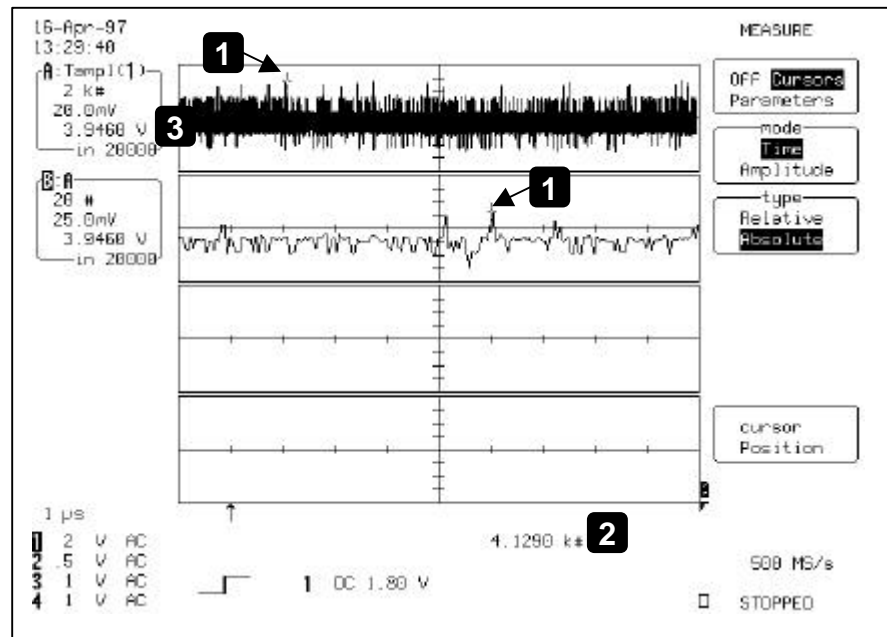 16-Apr-97
13:29:40
A:Tampl(1)
2 k#
20.0mV
3.9460 V
in 20000
B:A
20 #
25.0mV
3.9460 V
in 20000
1
3
1
MEASURE
OFF Cursors
Parameters
mode
Time
Amplitude
type
Relative
Absolute
cursor
Position
1 µs
1 2 V AC
2 .5 V AC
3 1 V AC
4 1 V AC
4.1290 k#
2
1 DC 1.80 V
500 MS/s
STOPPED